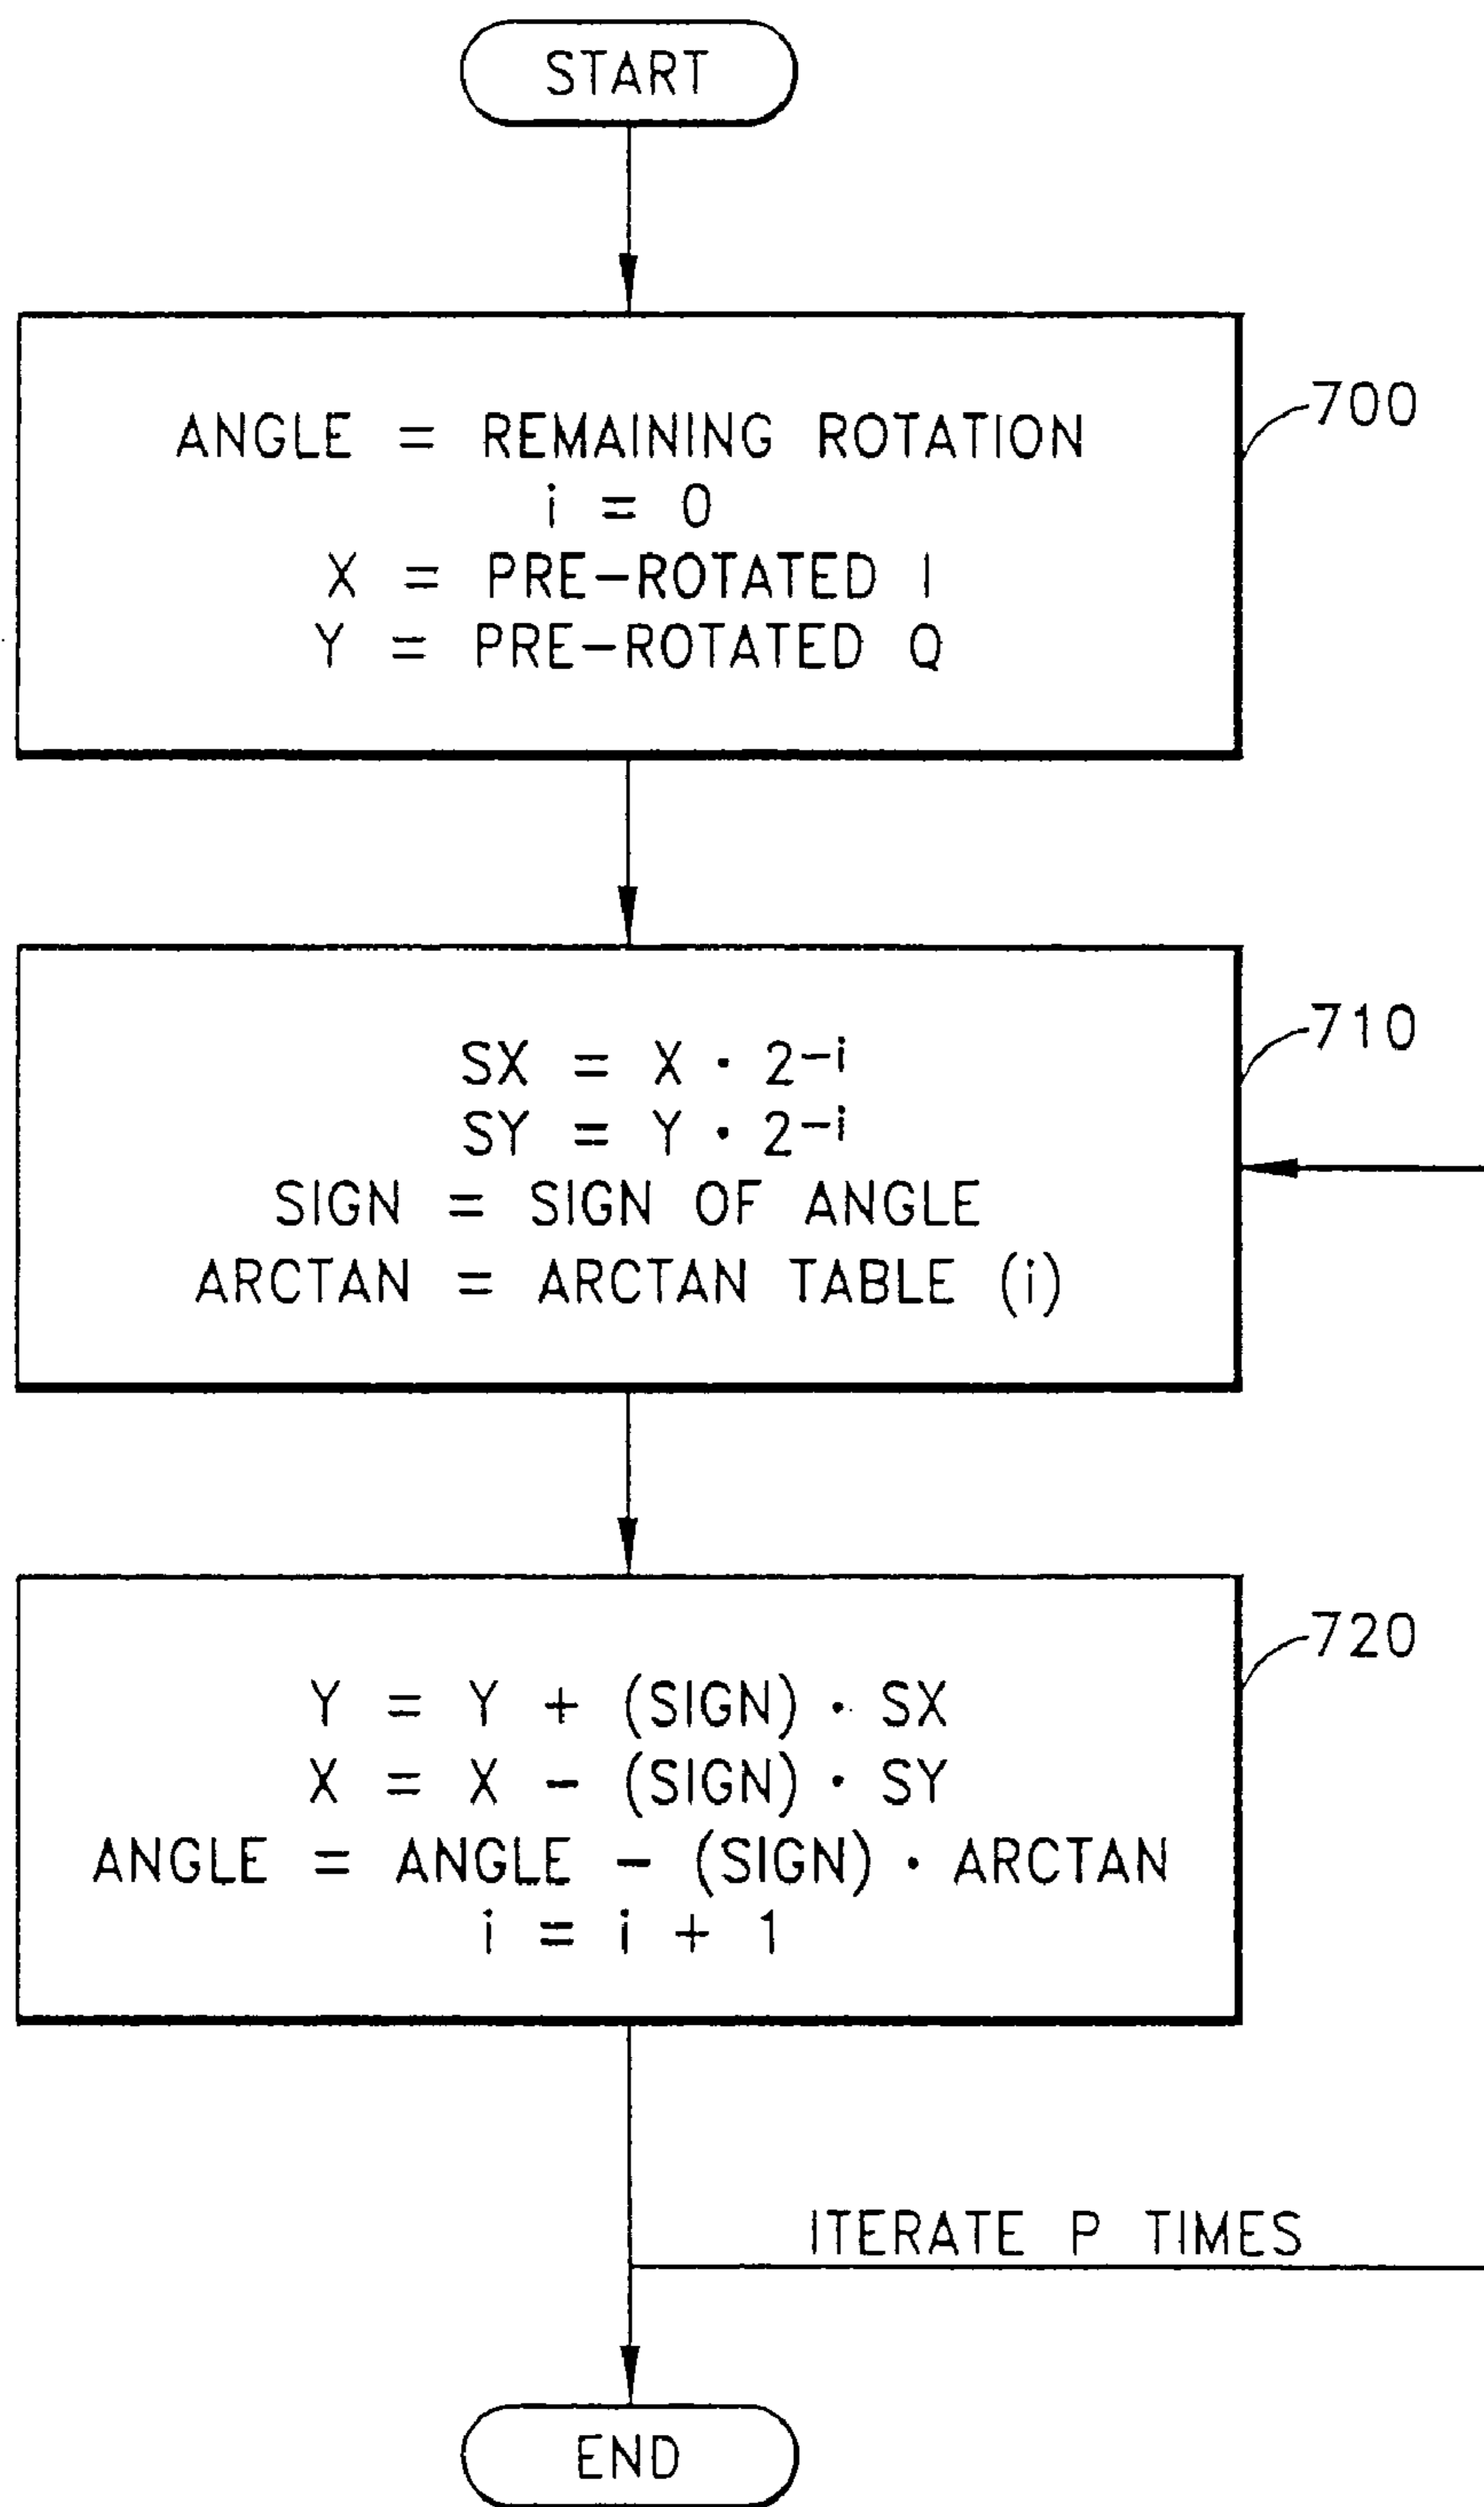 START
ANGLE = REMAINING ROTATION
i = 0
X = PRE-ROTATED I
Y = PRE-ROTATED Q
700
SX = X · 2⁻ⁱ
SY = Y · 2⁻ⁱ
SIGN = SIGN OF ANGLE
ARCTAN = ARCTAN TABLE (i)
710
Y = Y + (SIGN) · SX
X = X - (SIGN) · SY
ANGLE = ANGLE - (SIGN) · ARCTAN
i = i + 1
720
ITERATE P TIMES
END